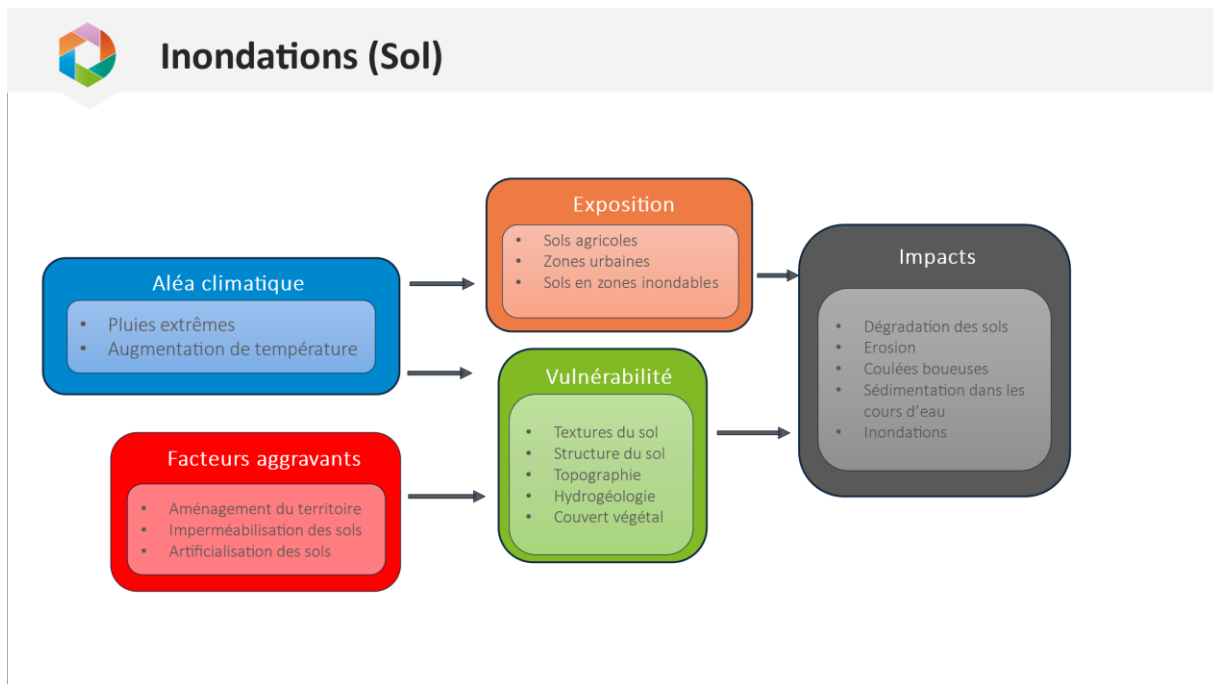 Inondations (Sol)
Aléa climatique
• Pluies extrêmes
• Augmentation de température
Facteurs aggravants
• Aménagement du territoire
• Imperméabilisation des sols
• Artificialisation des sols
Exposition
• Sols agricoles
• Zones urbaines
• Sols en zones inondables
Vulnérabilité
• Textures du sol
• Structure du sol
• Topographie
• Hydrogéologie
• Couvert végétal
Impacts
• Dégradation des sols
• Erosion
• Coulées boueuses
• Sédimentation dans les
cours d'eau
• Inondations